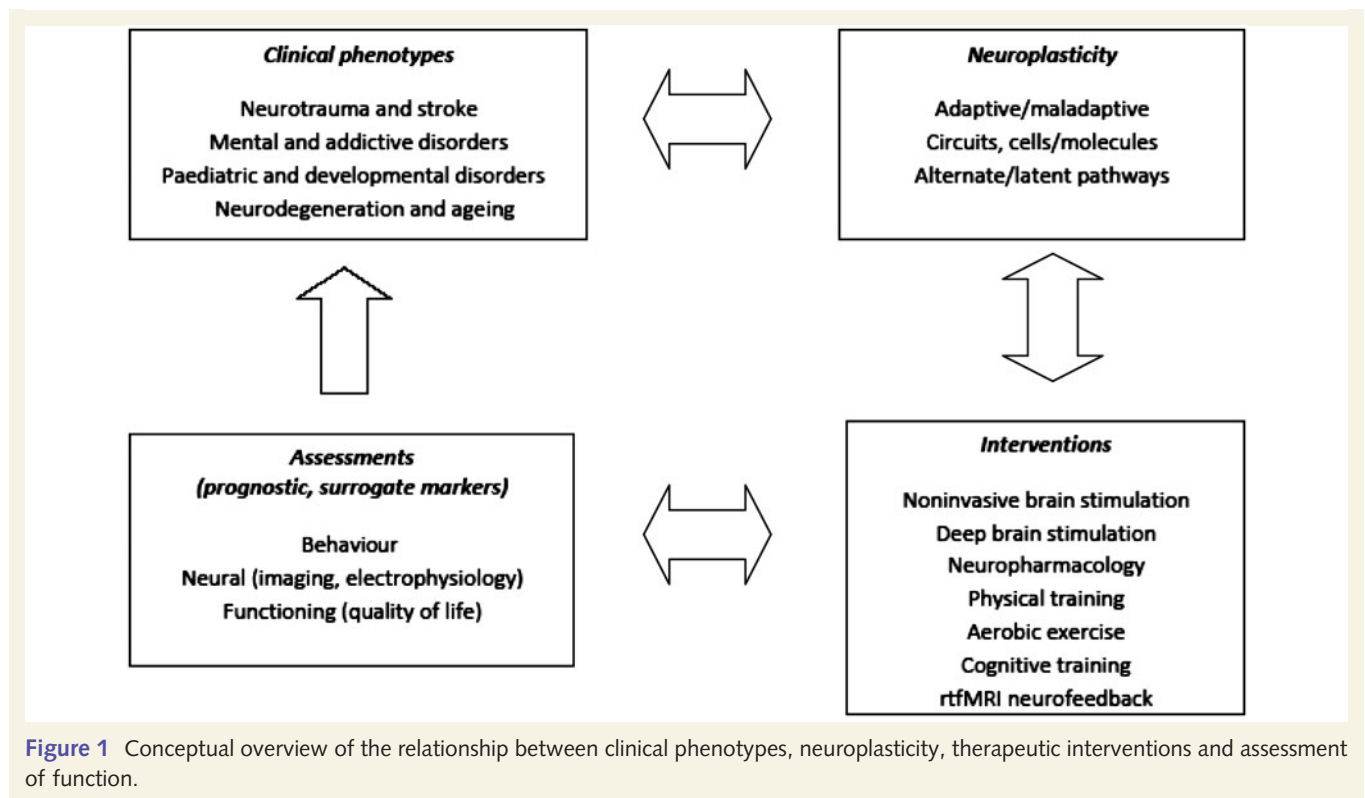 Clinical phenotypes
Neurotrauma and stroke
Mental and addictive disorders
Paediatric and developmental disorders
Neurodegeneration and ageing
Neuroplasticity
Adaptive/maladaptive
Circuits, cells/molecules
Alternate/latent pathways
Assessments
(prognostic, surrogate markers)
Behaviour
Neural (imaging, electrophysiology)
Functioning (quality of life)
Interventions
Noninvasive brain stimulation
Deep brain stimulation
Neuropharmacology
Physical training
Aerobic exercise
Cognitive training
rtfMRI neurofeedback
Figure 1 Conceptual overview of the relationship between clinical phenotypes, neuroplasticity, therapeutic interventions and assessment
of function.